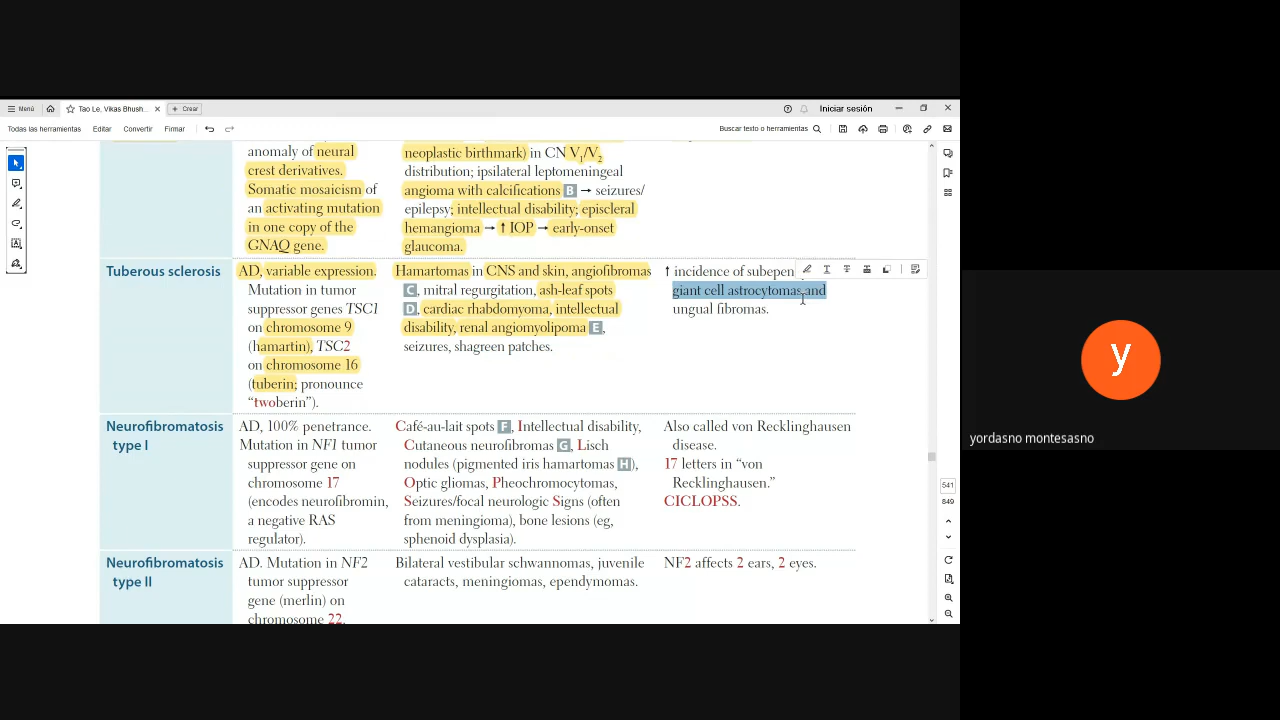 Menú
Tao Le, Vikas Bhush...
Crear
Iniciar sesión
Todas las herramientas
Editar
Convertir
Firmar
Buscar texto o herramientas
anomaly of neural
crest derivatives.
Somatic mosaicism of
an activating mutation
in one copy of the
GNAQ gene.
neoplastic birthmark) in CN V1/V2
distribution; ipsilateral leptomeningeal
angioma with calcifications B → seizures/
epilepsy; intellectual disability; episcleral
hemangioma → ↑ IOP → early-onset
glaucoma.
Tuberous sclerosis
AD, variable expression.
Mutation in tumor
suppressor genes TSC1
on chromosome 9
(hamartin), TSC2
on chromosome 16
(tuberin; pronounce
“twoberin”).
Hamartomas in CNS and skin, angiofibromas
C, mitral regurgitation, ash-leaf spots
D, cardiac rhabdomyoma, intellectual
disability, renal angiomyolipoma E,
seizures, shagreen patches.
↑ incidence of subepen
giant cell astrocytomas and
ungual fibromas.
Neurofibromatosis
type I
AD, 100% penetrance.
Mutation in NF1 tumor
suppressor gene on
chromosome 17
(encodes neurofibromin,
a negative RAS
regulator).
Café-au-lait spots F, Intellectual disability,
Cutaneous neurofibromas G, Lisch
nodules (pigmented iris hamartomas H),
Optic gliomas, Pheochromocytomas,
Seizures/focal neurologic Signs (often
from meningioma), bone lesions (eg,
sphenoid dysplasia).
Also called von Recklinghausen
disease.
17 letters in “von
Recklinghausen.”
CICLOPSS.
Neurofibromatosis
type II
AD. Mutation in NF2
tumor suppressor
gene (merlin) on
chromosome 22.
Bilateral vestibular schwannomas, juvenile
cataracts, meningiomas, ependymomas.
NF2 affects 2 ears, 2 eyes.
541
849
y
yordasno montesasno